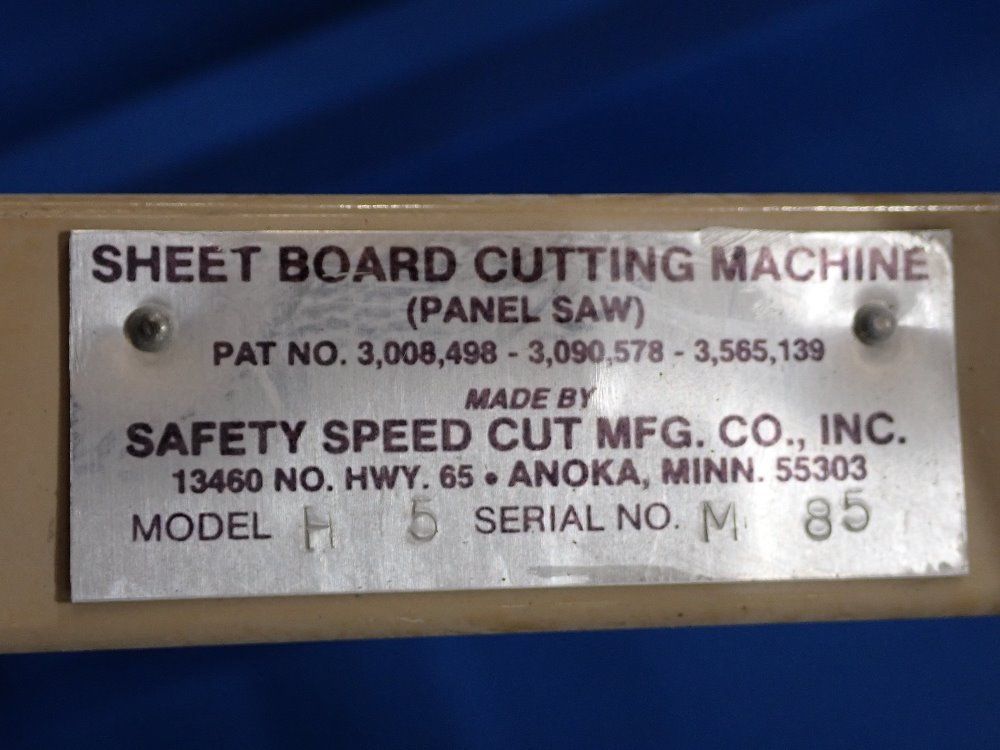 SHEET BOARD CUTTING MACHINE
(PANEL SAW)
PAT NO. 3,008,498 - 3,090,578 - 3,565,139
MADE BY
SAFETY SPEED CUT MFG. CO., INC.
13460 NO. HWY. 65 • ANOKA, MINN. 55303
MODEL H 5 SERIAL NO. M 85